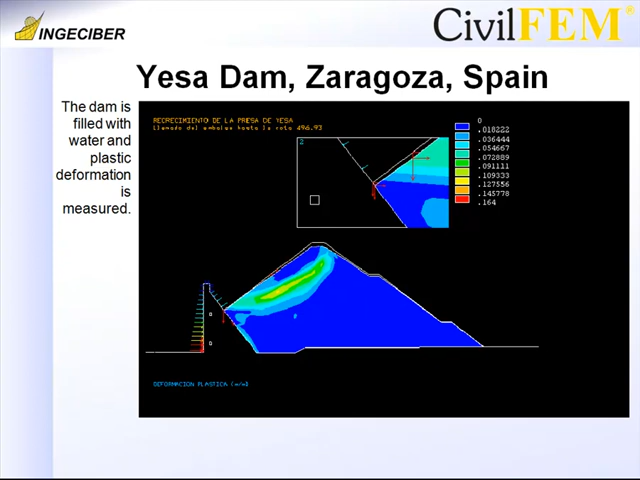 INGECIBER
CivilFEM®
Yesa Dam, Zaragoza, Spain
The dam is
filled with
water and
plastic
deformation
is
measured.
RECRECIMIENTO DE LA PRESA DE YESA
Llenado del embalse hasta la cota 496.93
2
0
.018222
.036444
.054667
.072889
.091111
.109333
.127556
.145778
.164
DEFORMACION PLASTICA (m/m)